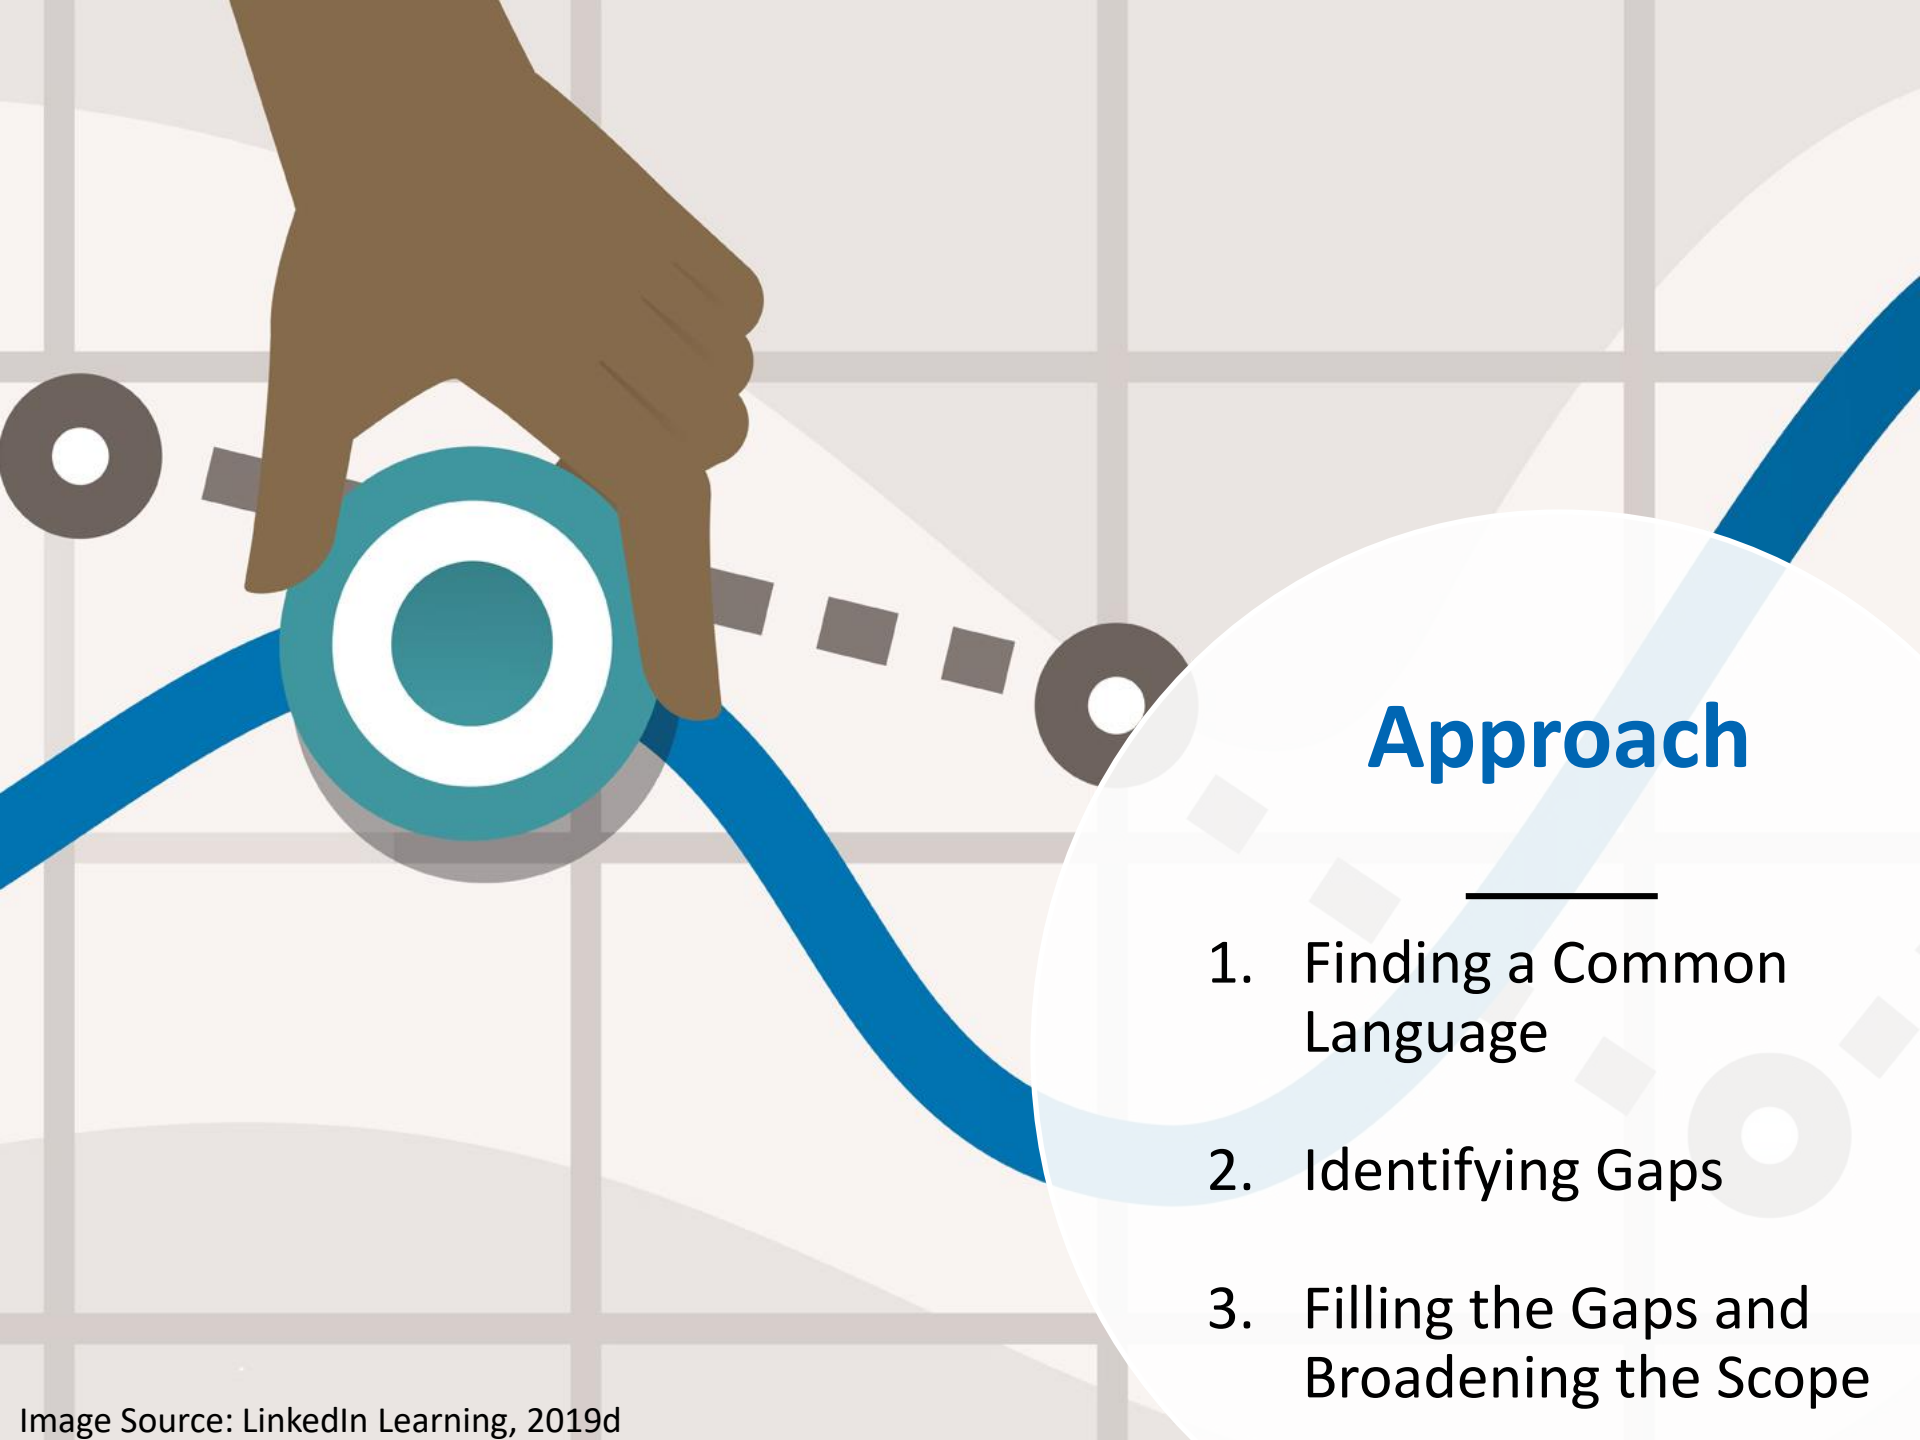 Approach
1. Finding a Common
Language
2. Identifying Gaps
3. Filling the Gaps and
Broadening the Scope
Image Source: LinkedIn Learning, 2019d